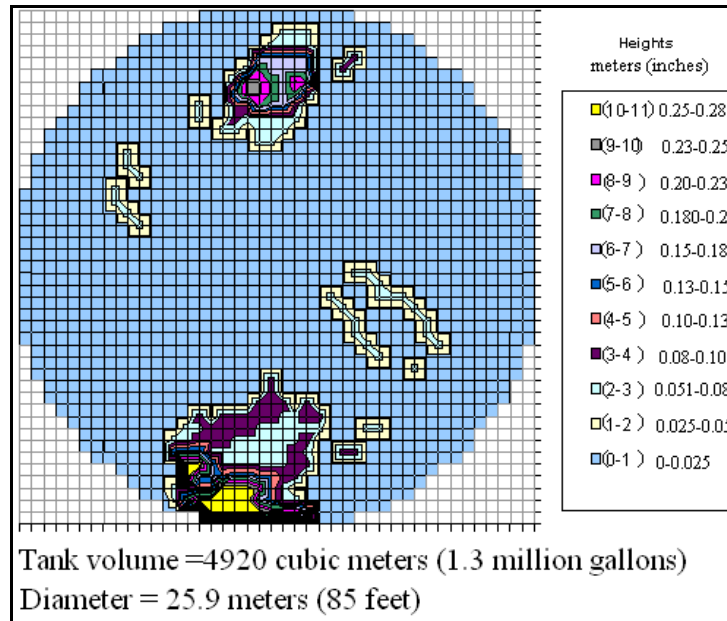 Heights
meters (inches)
(10-11) 0.25-0.28
(9-10) 0.23-0.25
(8-9) 0.20-0.23
(7-8) 0.180-0.2
(6-7) 0.15-0.18
(5-6) 0.13-0.15
(4-5) 0.10-0.13
(3-4) 0.08-0.10
(2-3) 0.051-0.08
(1-2) 0.025-0.05
(0-1) 0-0.025
Tank volume =4920 cubic meters (1.3 million gallons)
Diameter = 25.9 meters (85 feet)